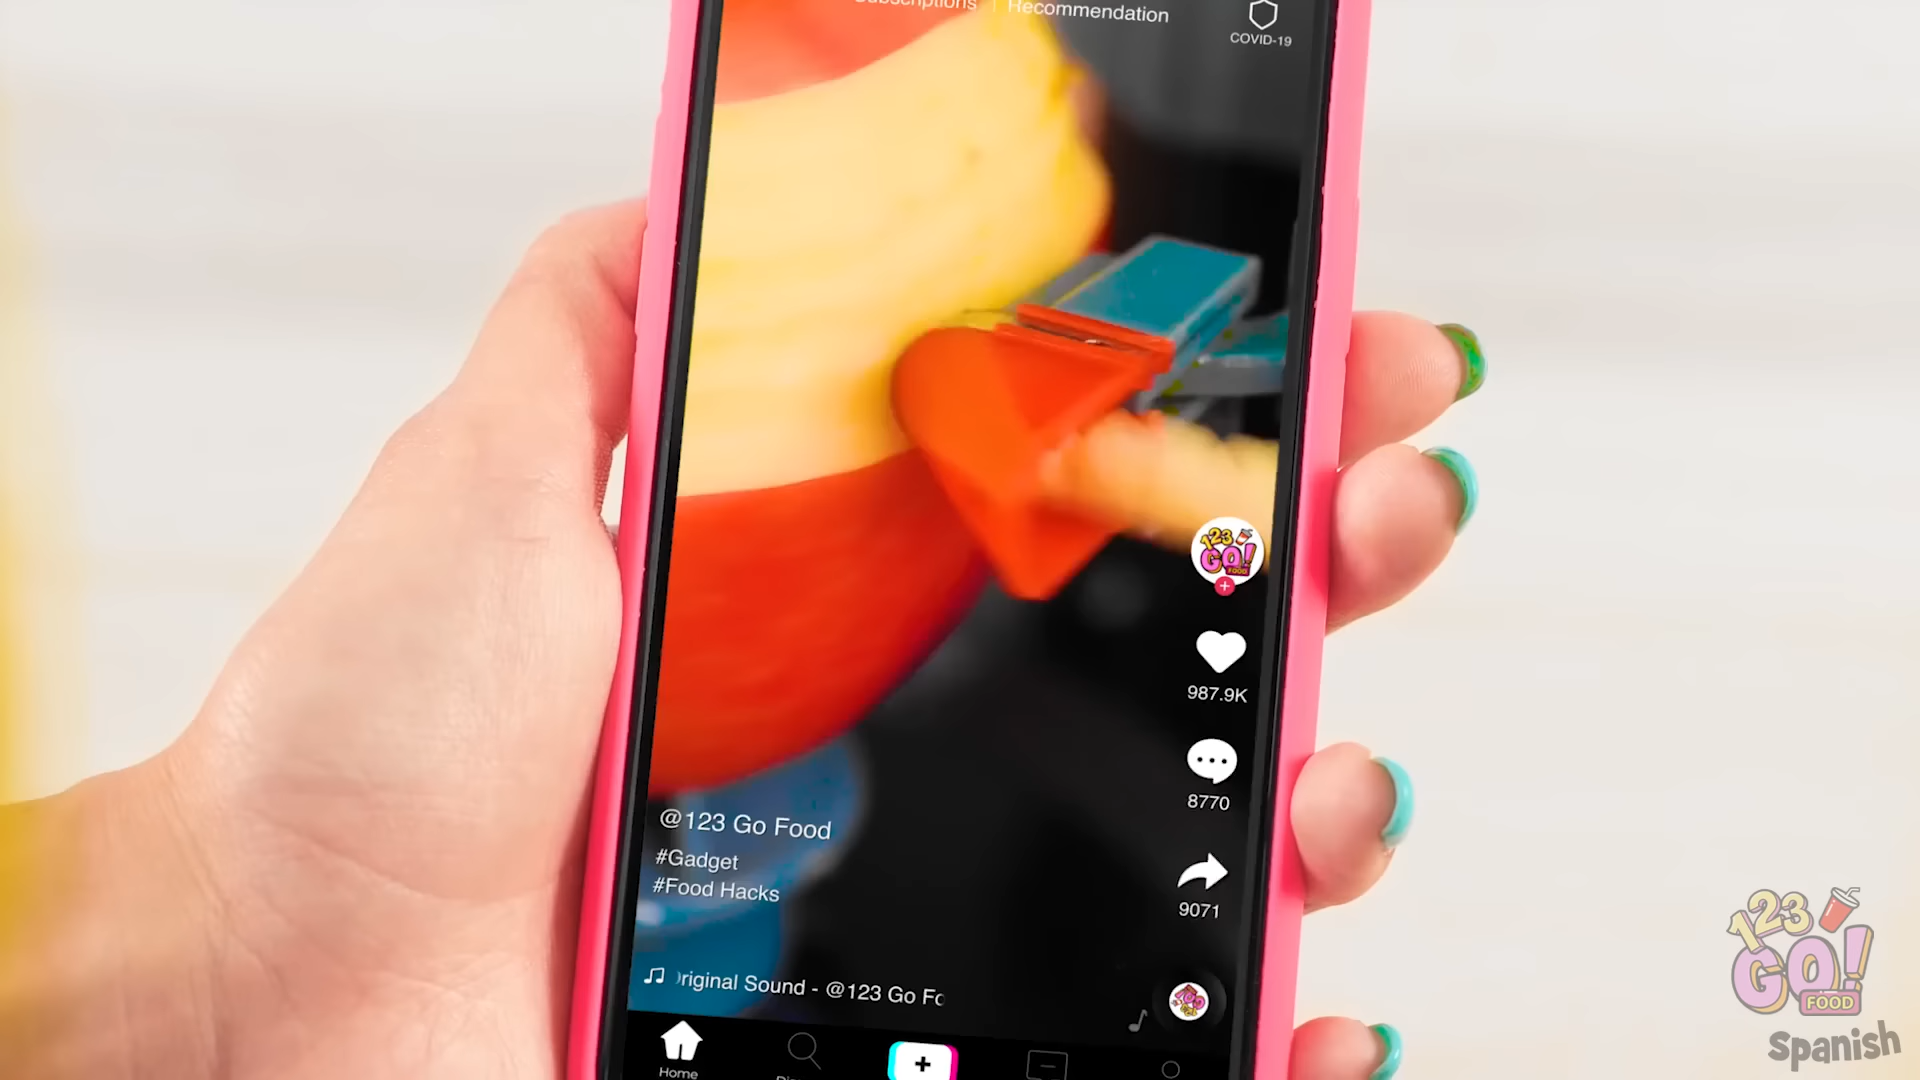 Subscriptions | Recommendation
COVID-19
123 GO! FOOD
987.9K
8770
9071
@123 Go Food
#Gadget
#Food Hacks
riginal Sound - @123 Go Fo
Home
123 GO! FOOD
Spanish